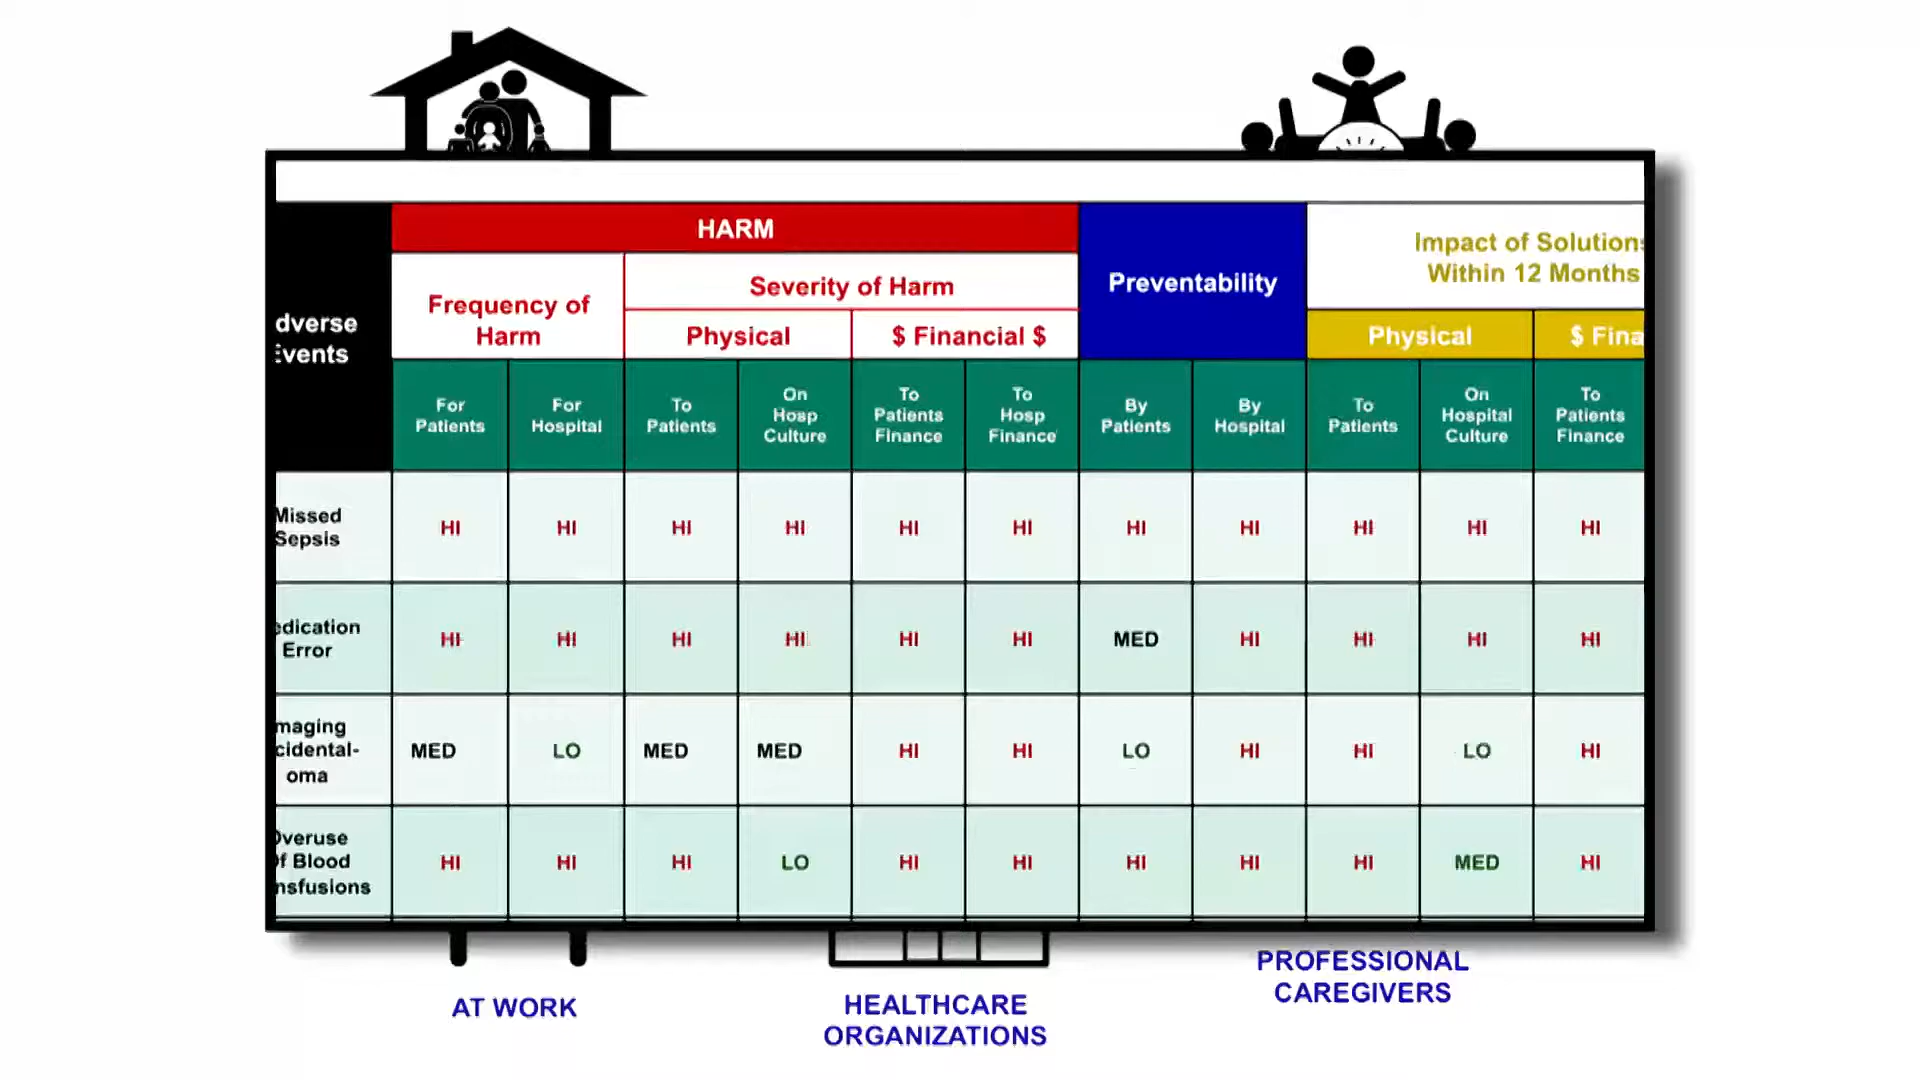 HARM
Impact of Solutions
Within 12 Months
Preventability
Severity of Harm
Frequency of
Harm
Physical
$ Financial $
Physical
$ Fina
dverse
Events
For
Patients
For
Hospital
To
Patients
On
Hosp
Culture
To
Patients
Finance
To
Hosp
Finance
By
Patients
By
Hospital
To
Patients
On
Hospital
Culture
To
Patients
Finance
Missed
Sepsis
HI HI HI HI HI HI HI HI HI HI HI
edication
Error
HI HI HI HI HI HI MED HI HI HI HI
maging
cidental-
oma
MED LO MED MED HI HI LO HI HI LO HI
Overuse
Of Blood
nsfusions
HI HI HI LO HI HI HI HI HI MED HI
AT WORK
HEALTHCARE
ORGANIZATIONS
PROFESSIONAL
CAREGIVERS